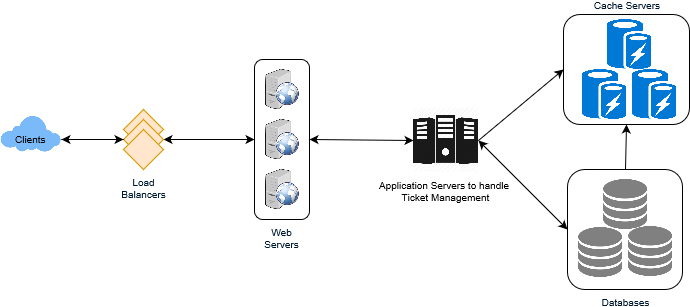 Cache Servers
Clients
Load
Balancers
Web
Servers
Application Servers to handle
Ticket Management
Databases